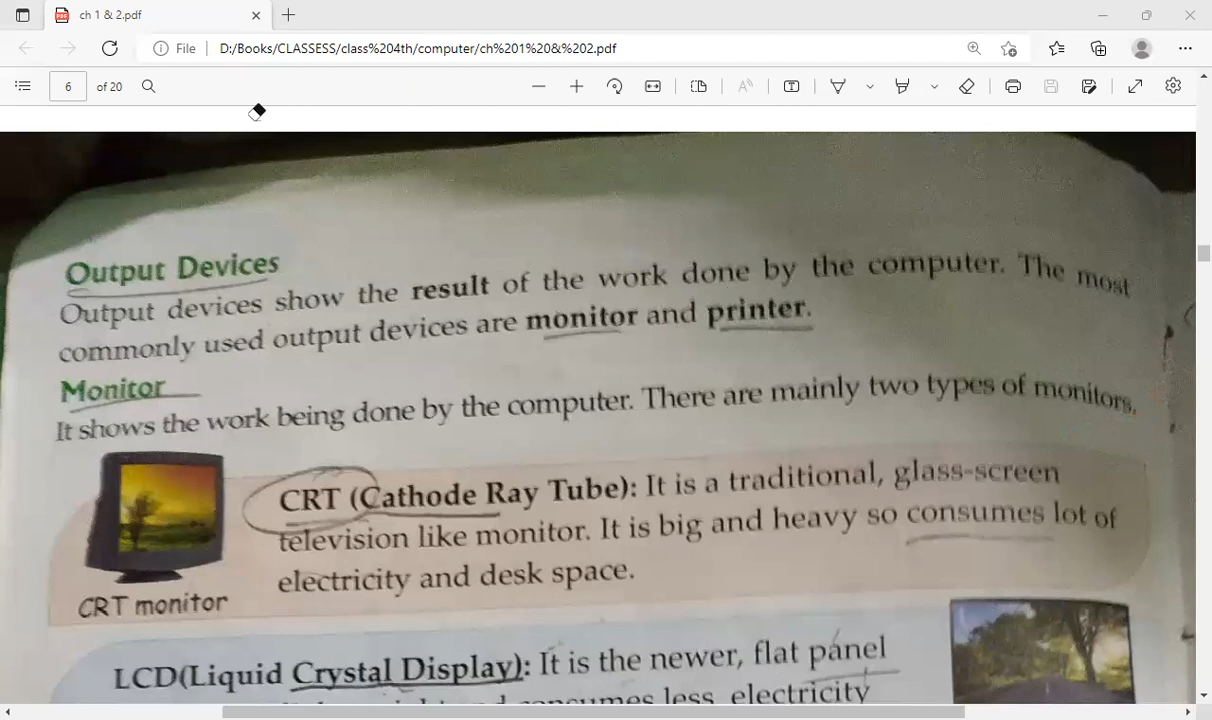 ch 1 & 2.pdf
File D:/Books/CLASSESS/class%204th/computer/ch%201%20&%202.pdf
6 of 20
Output Devices
Output devices show the result of the work done by the computer. The most
commonly used output devices are monitor and printer.
Monitor
It shows the work being done by the computer. There are mainly two types of monitors.
CRT (Cathode Ray Tube): It is a traditional, glass-screen
television like monitor. It is big and heavy so consumes lot of
electricity and desk space.
CRT monitor
LCD(Liquid Crystal Display): It is the newer, flat panel
and consumes less electricity